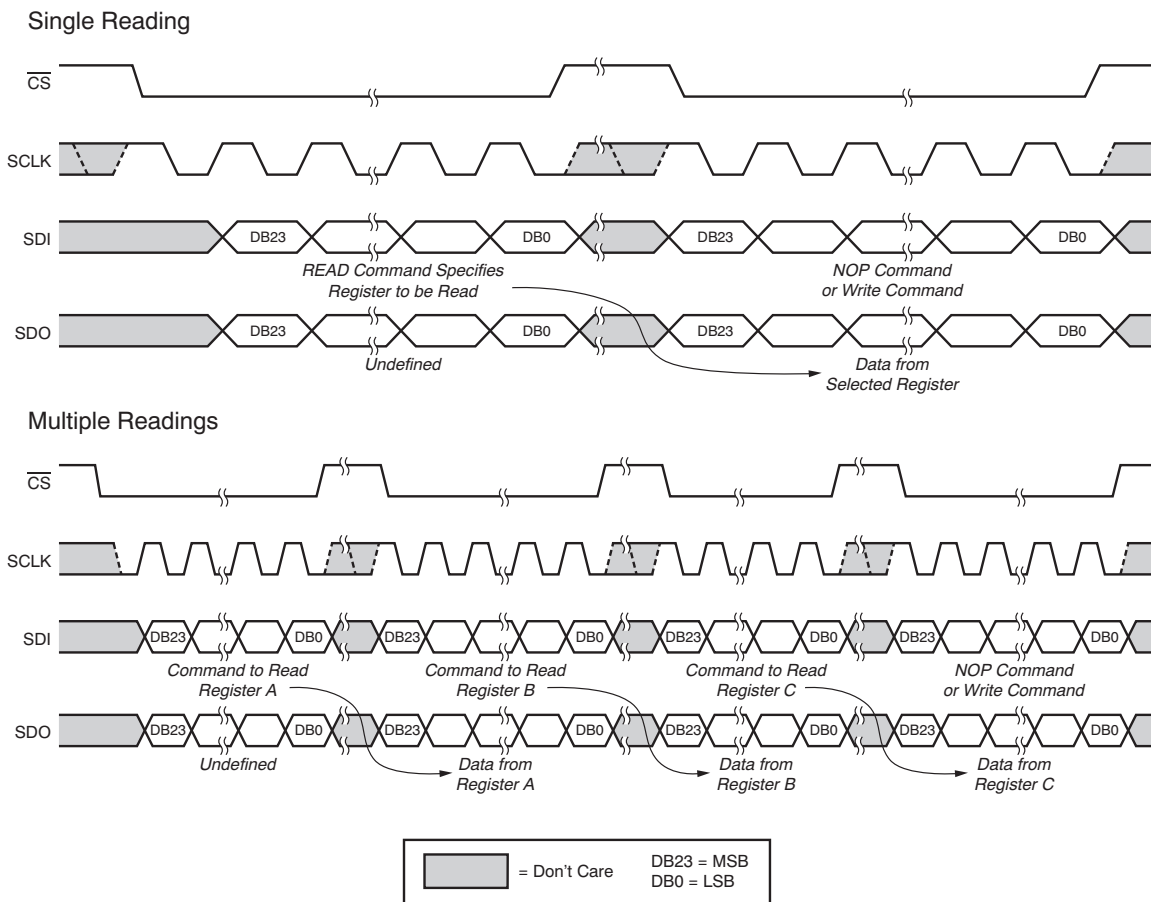 Single Reading
CS
SCLK
SDI DB23 DB0 DB23 DB0
READ Command Specifies
Register to be Read
NOP Command
or Write Command
SDO DB23 DB0 DB23 DB0
Undefined
Data from
Selected Register
Multiple Readings
CS
SCLK
SDI DB23 DB0 DB23 DB0 DB23 DB0 DB23 DB0
Command to Read
Register A
Command to Read
Register B
Command to Read
Register C
NOP Command
or Write Command
SDO DB23 DB0 DB23 DB0 DB23 DB0 DB23 DB0
Undefined
Data from
Register A
Data from
Register B
Data from
Register C
= Don't Care
DB23 = MSB
DB0 = LSB